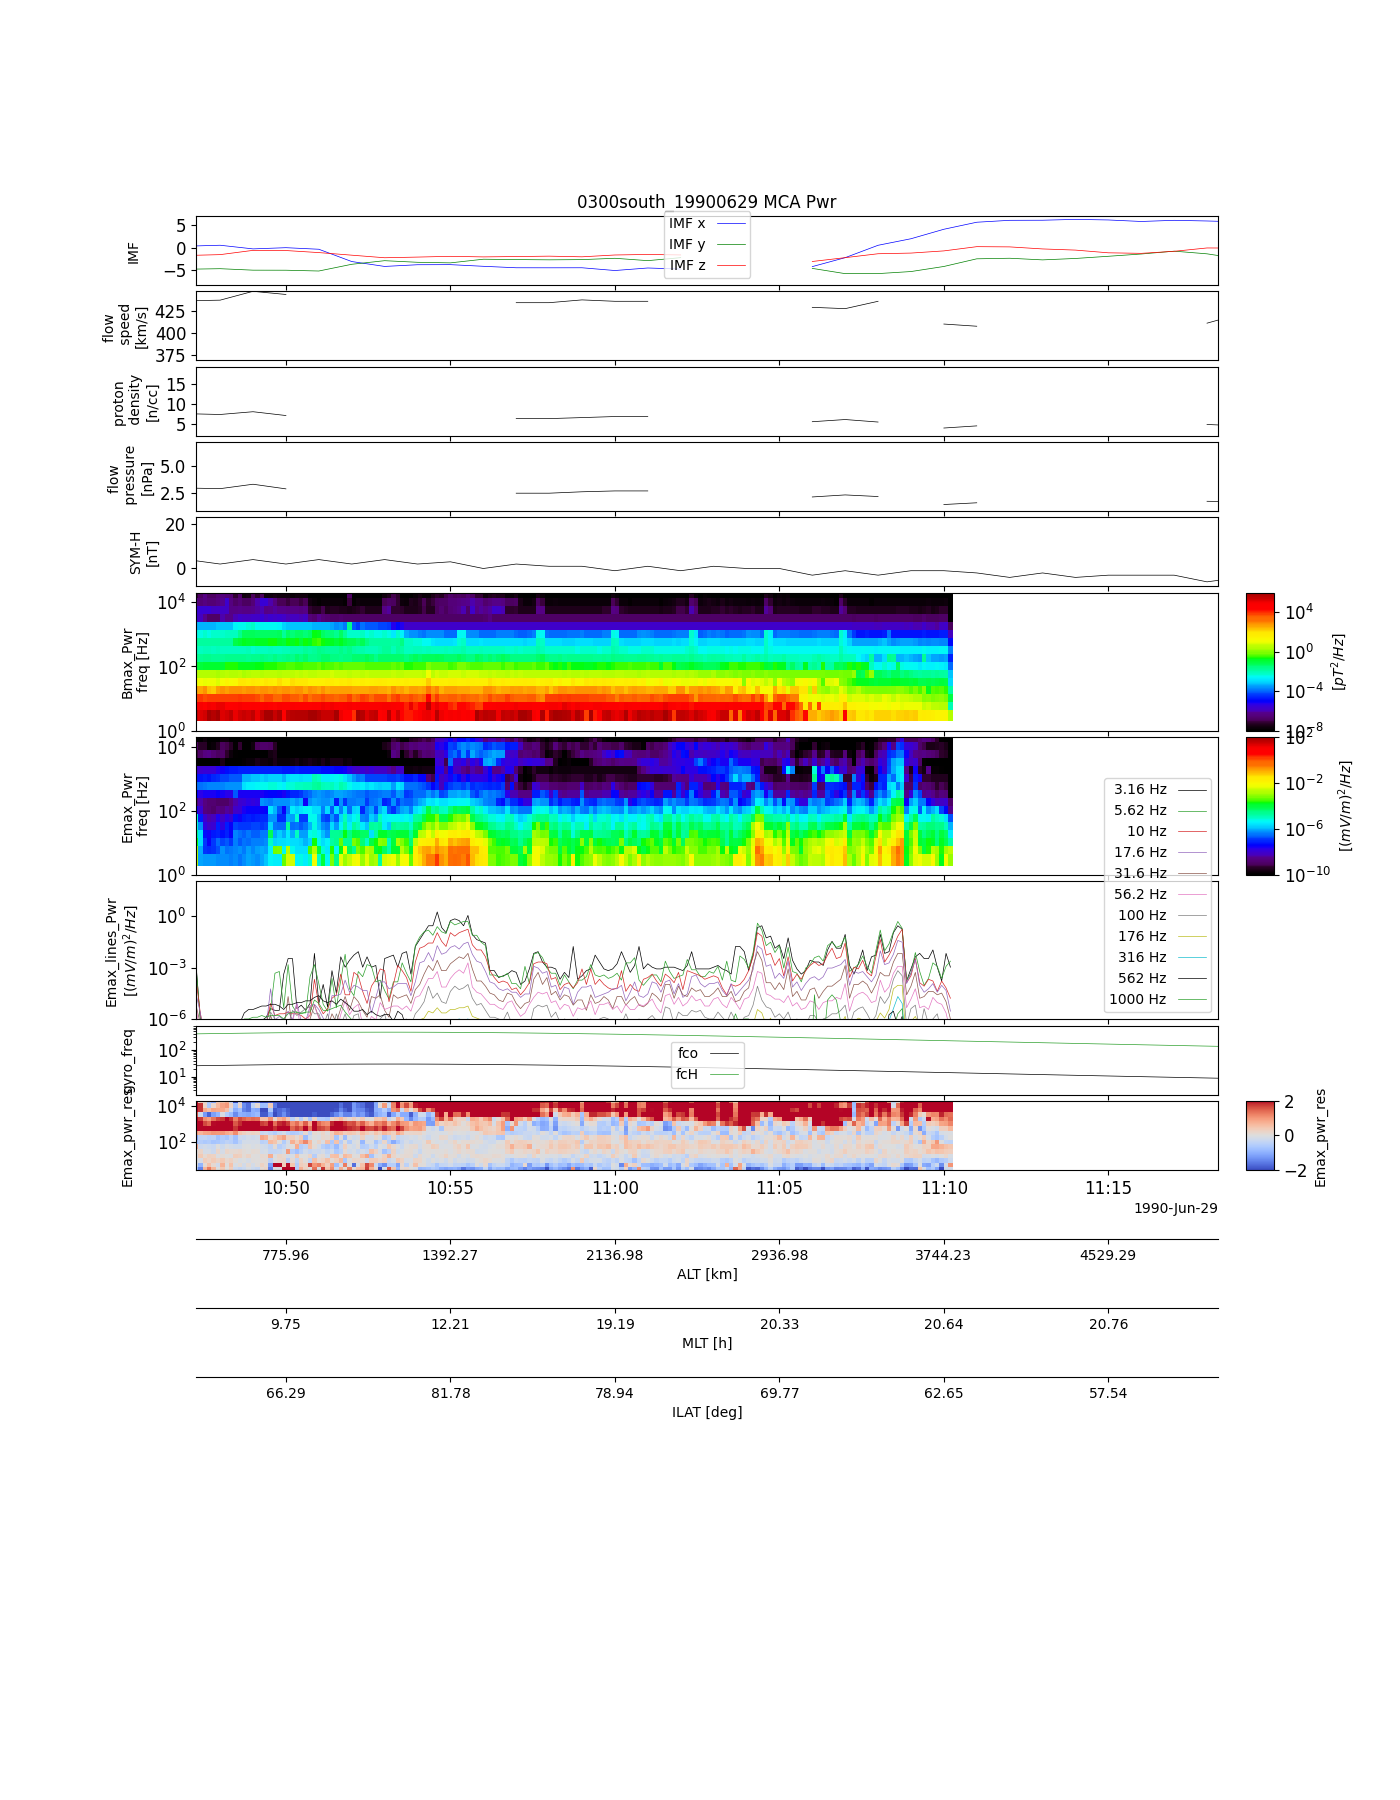 0300south_19900629 MCA Pwr
5
0
−5
IMF
IMF x
IMF y
IMF z
425
400
375
flow
speed
[km/s]
15
10
5
proton
density
[n/cc]
5.0
2.5
flow
pressure
[nPa]
20
0
SYM-H
[nT]
10^4
10^2
10^0
Bmax_Pwr
freq [Hz]
10^4
10^0
10^−4
10^−8
[pT^2/Hz]
10^4
10^2
10^0
Emax_Pwr
freq [Hz]
10^2
10^−2
10^−6
10^−10
[(mV/m)^2/Hz]
3.16 Hz
5.62 Hz
10 Hz
17.6 Hz
31.6 Hz
56.2 Hz
100 Hz
176 Hz
316 Hz
562 Hz
1000 Hz
10^0
10^−3
10^−6
Emax_lines_Pwr
[(mV/m)^2/Hz]
10^2
10^1
gyro_freq
fco
fcH
10^4
10^2
Emax_pwr_res
2
0
−2
Emax_pwr_res
10:50 10:55 11:00 11:05 11:10 11:15
1990-Jun-29
775.96 1392.27 2136.98 2936.98 3744.23 4529.29
ALT [km]
9.75 12.21 19.19 20.33 20.64 20.76
MLT [h]
66.29 81.78 78.94 69.77 62.65 57.54
ILAT [deg]